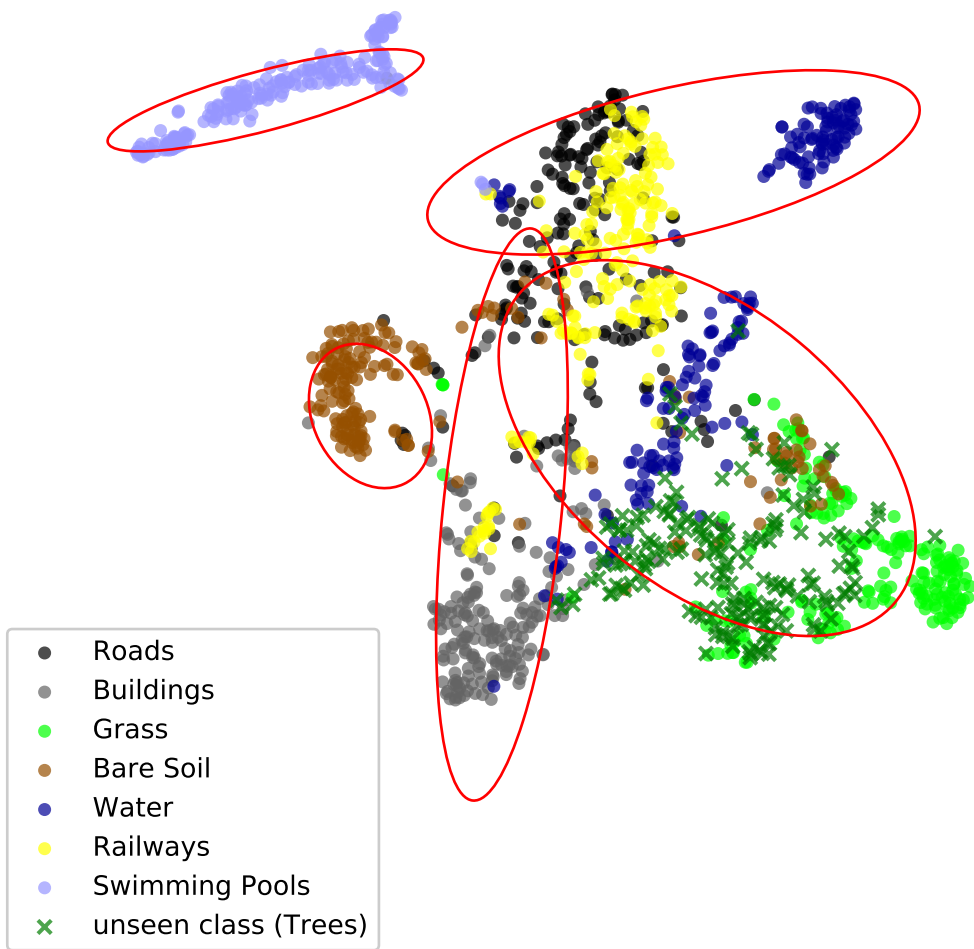 Roads
Buildings
Grass
Bare Soil
Water
Railways
Swimming Pools
unseen class (Trees)